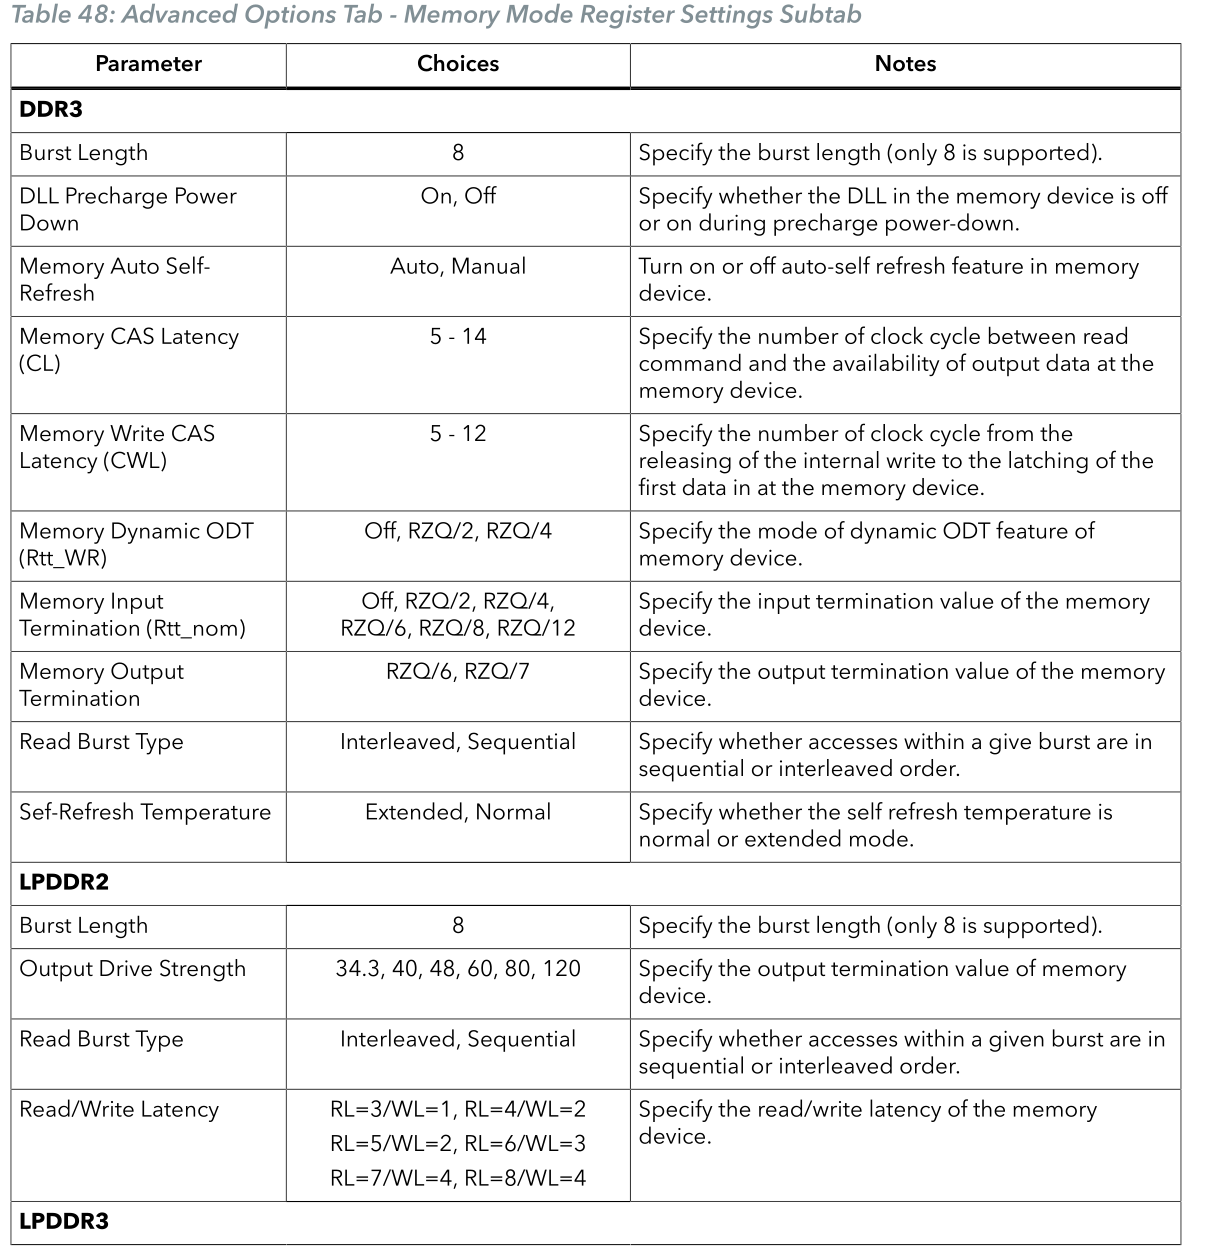 Table 48: Advanced Options Tab - Memory Mode Register Settings Subtab
Parameter Choices Notes
DDR3
Burst Length 8 Specify the burst length (only 8 is supported).
DLL Precharge Power On, Off Specify whether the DLL in the memory device is off
Down or on during precharge power-down.
Memory Auto Self- Auto, Manual Turn on or off auto-self refresh feature in memory
Refresh device.
Memory CAS Latency 5 - 14 Specify the number of clock cycle between read
(CL) command and the availability of output data at the
memory device.
Memory Write CAS 5 - 12 Specify the number of clock cycle from the
Latency (CWL) releasing of the internal write to the latching of the
first data in at the memory device.
Memory Dynamic ODT Off, RZQ/2, RZQ/4 Specify the mode of dynamic ODT feature of
(Rtt_WR) memory device.
Memory Input Off, RZQ/2, RZQ/4, Specify the input termination value of the memory
Termination (Rtt_nom) RZQ/6, RZQ/8, RZQ/12 device.
Memory Output RZQ/6, RZQ/7 Specify the output termination value of the memory
Termination device.
Read Burst Type Interleaved, Sequential Specify whether accesses within a give burst are in
sequential or interleaved order.
Sef-Refresh Temperature Extended, Normal Specify whether the self refresh temperature is
normal or extended mode.
LPDDR2
Burst Length 8 Specify the burst length (only 8 is supported).
Output Drive Strength 34.3, 40, 48, 60, 80, 120 Specify the output termination value of memory
device.
Read Burst Type Interleaved, Sequential Specify whether accesses within a given burst are in
sequential or interleaved order.
Read/Write Latency RL=3/WL=1, RL=4/WL=2 Specify the read/write latency of the memory
RL=5/WL=2, RL=6/WL=3 device.
RL=7/WL=4, RL=8/WL=4
LPDDR3